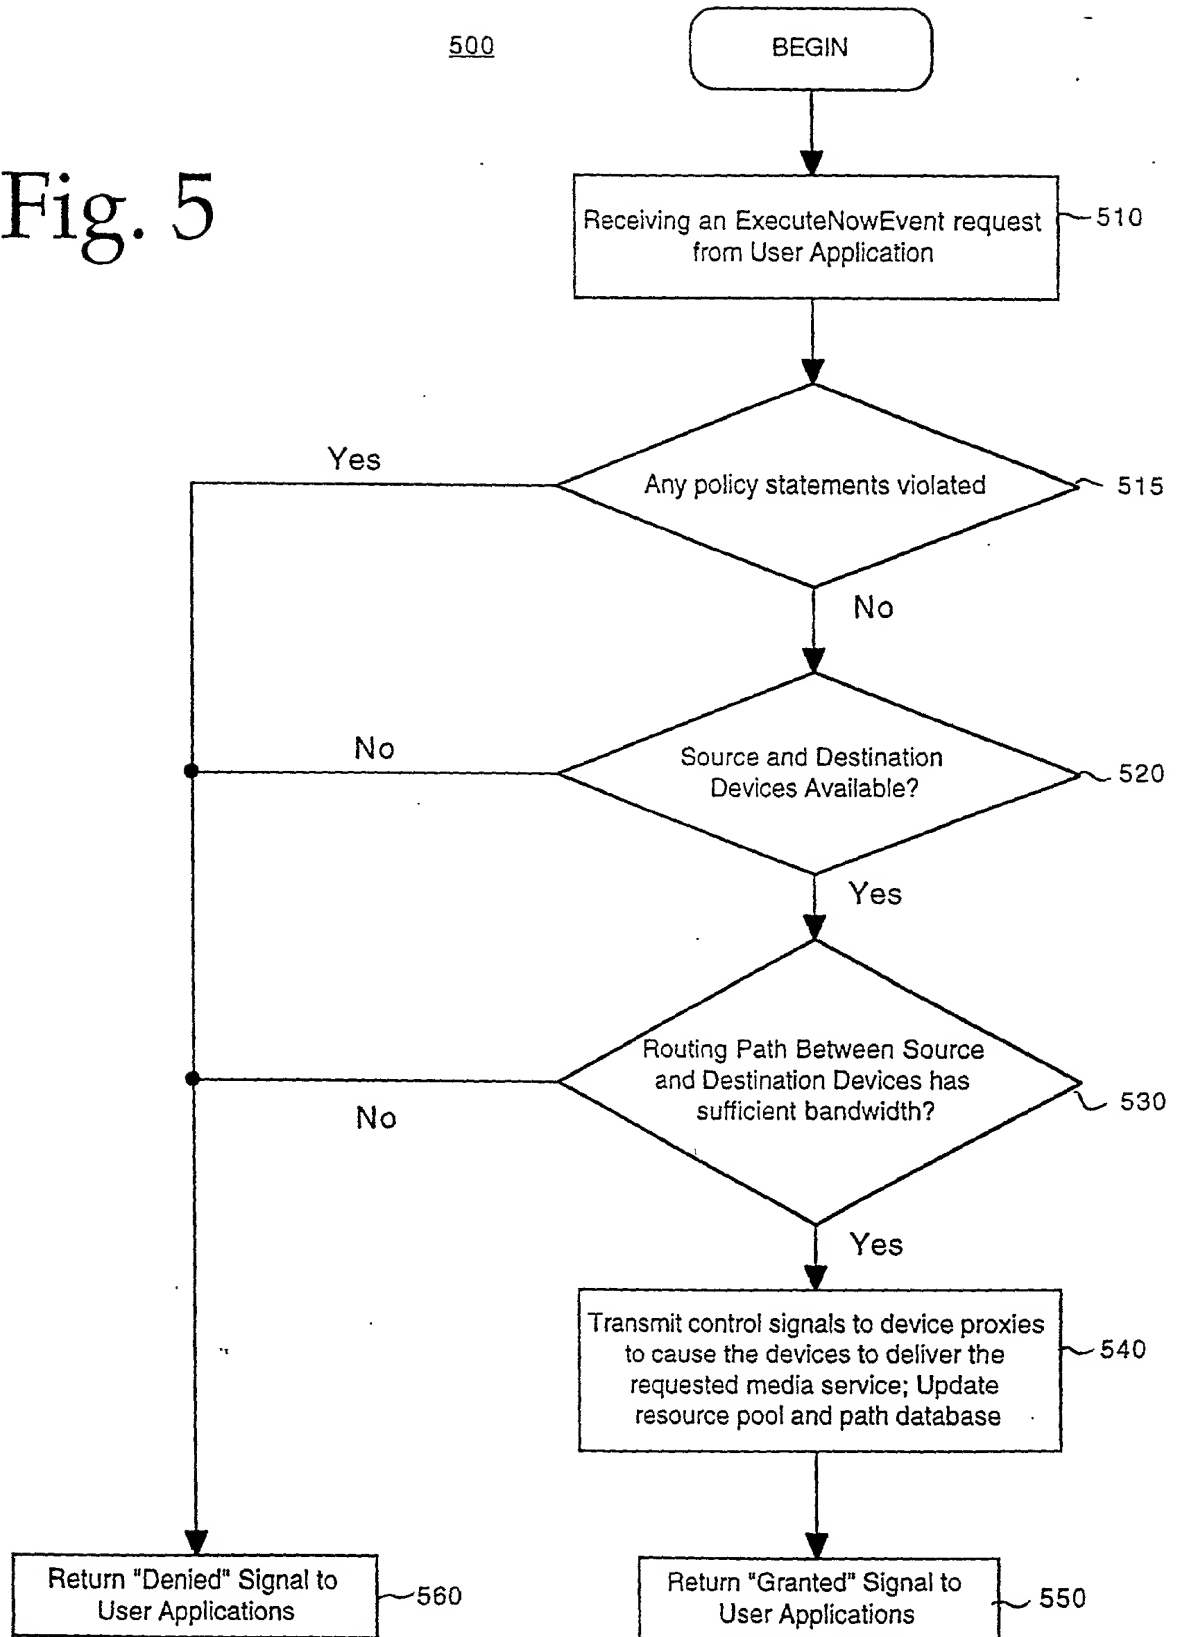 500
BEGIN
Fig. 5
Receiving an ExecuteNowEvent request
from User Application
510
Yes
Any policy statements violated
515
No
No
Source and Destination
Devices Available?
520
Yes
Routing Path Between Source
and Destination Devices has
sufficient bandwidth?
530
No
Yes
Transmit control signals to device proxies
to cause the devices to deliver the
requested media service; Update
resource pool and path database
540
Return "Denied" Signal to
User Applications
560
Return "Granted" Signal to
User Applications
550